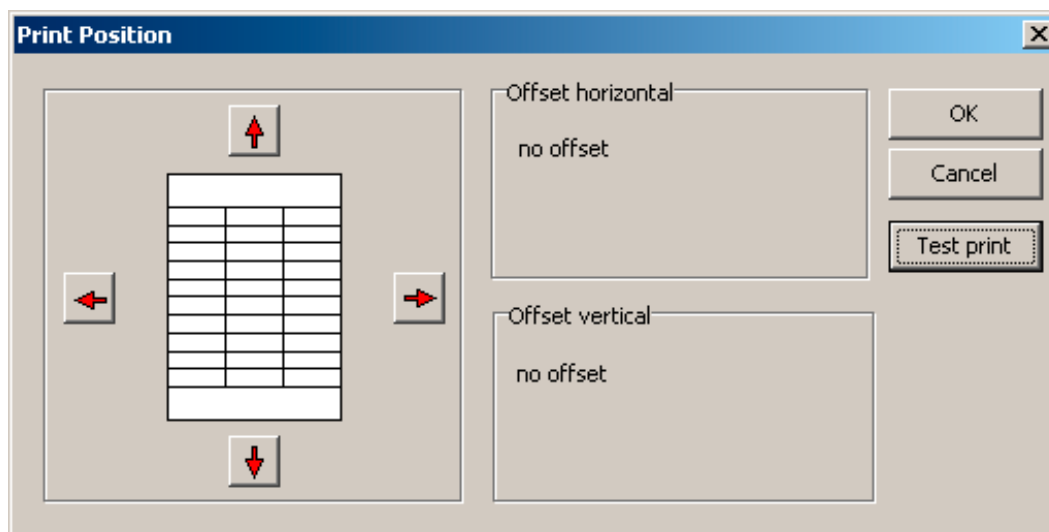 Print Position
Offset horizontal
no offset
OK
Cancel
Test print
Offset vertical
no offset